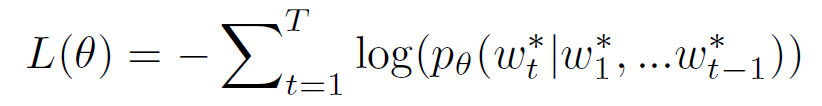 L(θ) = −∑_{t=1}^{T} log(p_θ(w_t^*|w_1^*, ...w_{t−1}^*))